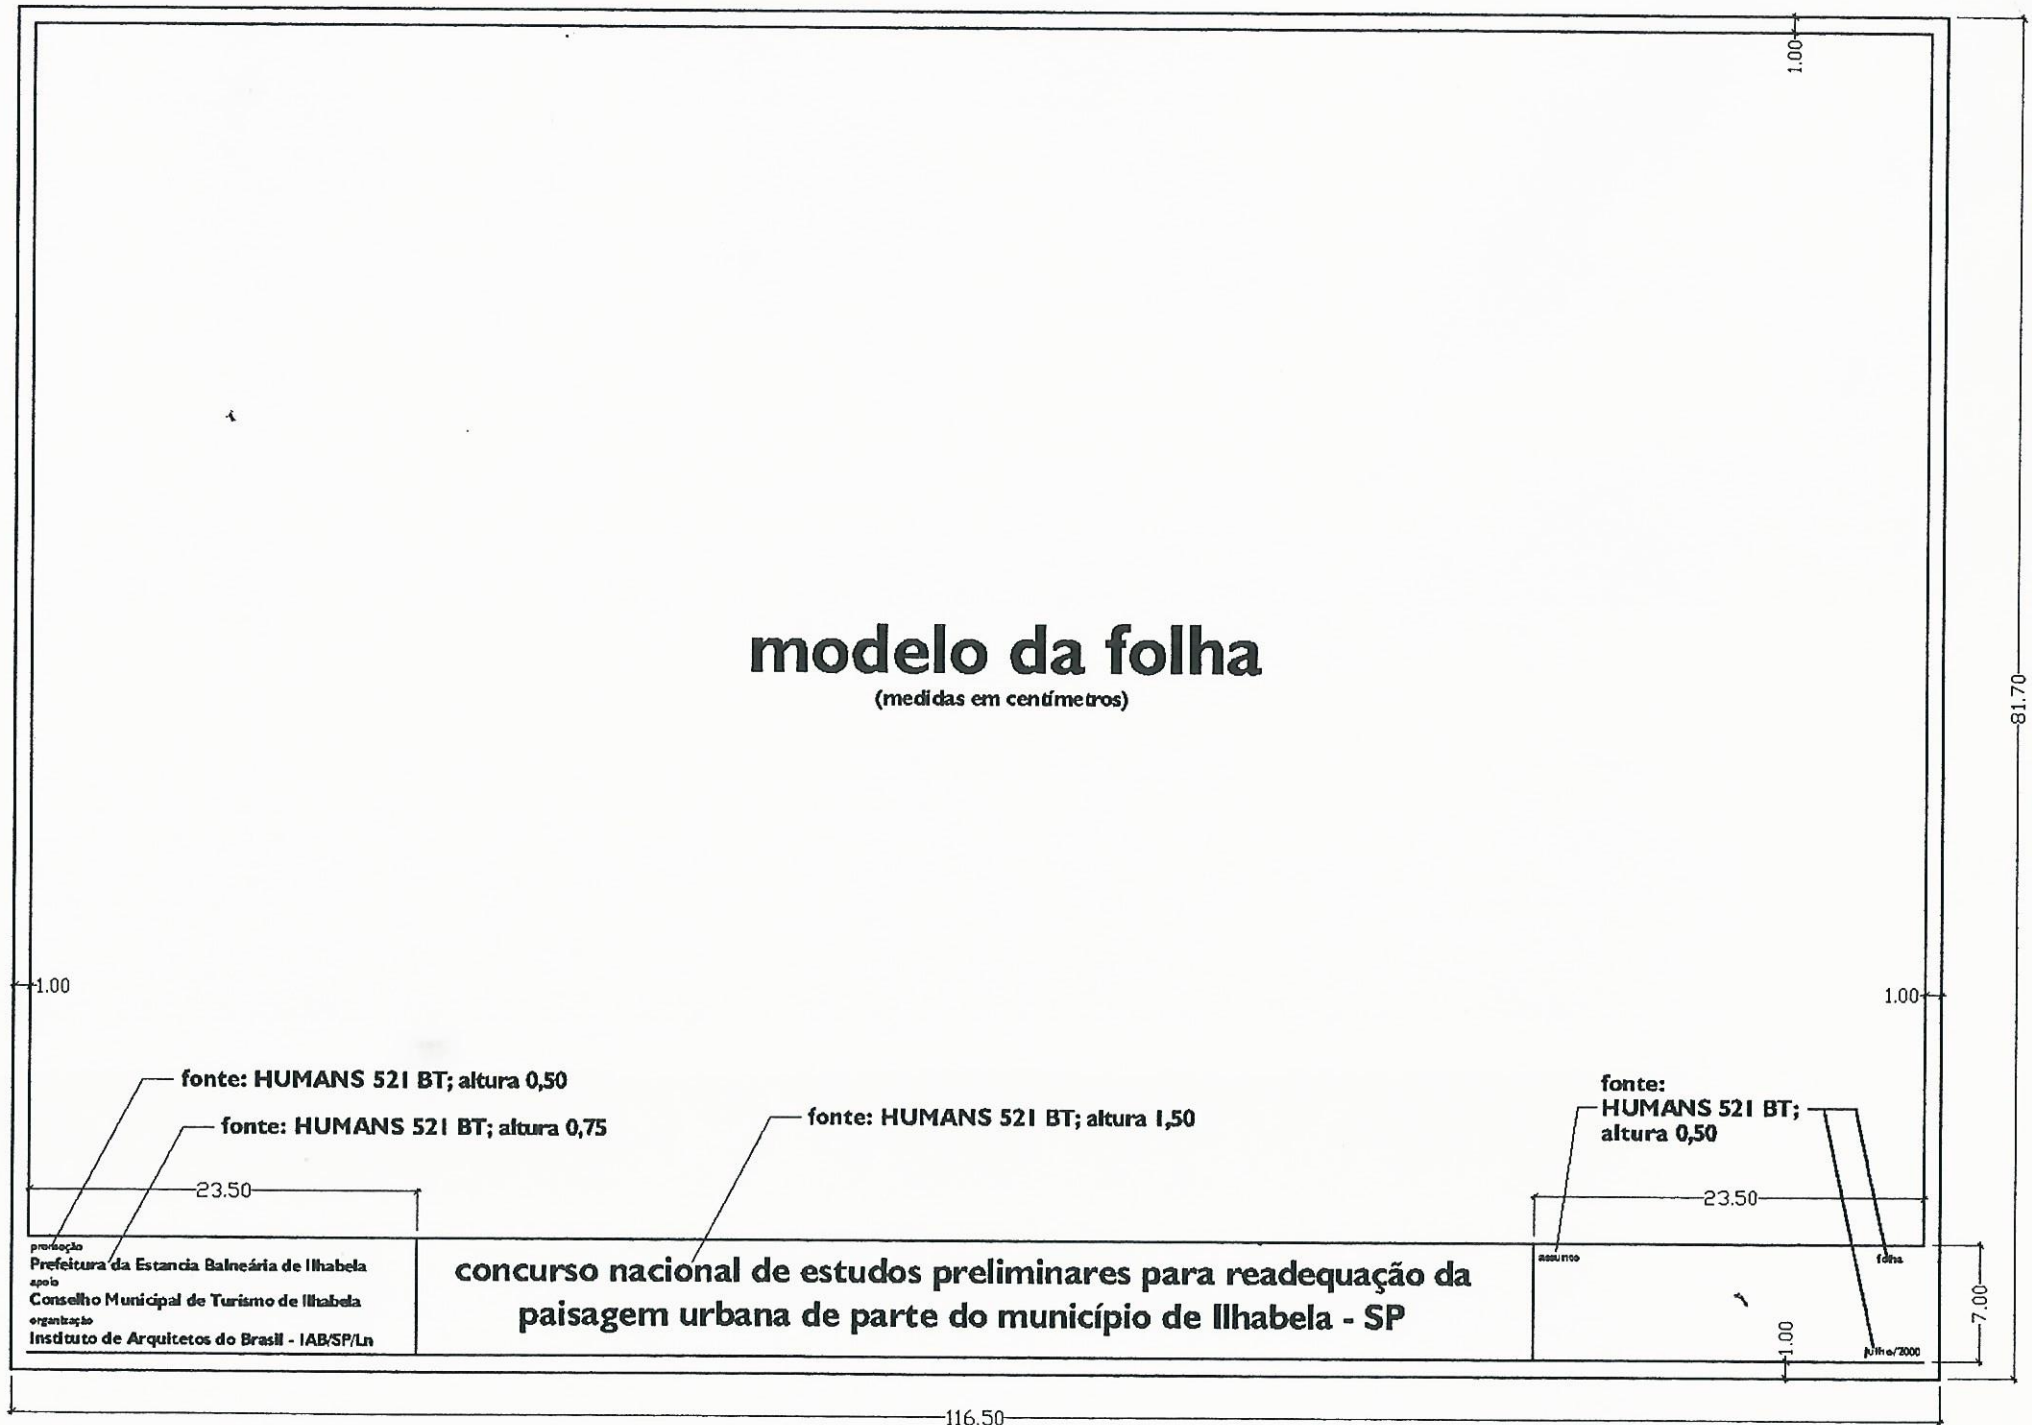 1.00
modelo da folha
(medidas em centímetros)
81.70
1.00
1.00
fonte: HUMANS 521 BT; altura 0,50
fonte: HUMANS 521 BT; altura 0,75
fonte: HUMANS 521 BT; altura 1,50
fonte:
HUMANS 521 BT;
altura 0,50
23.50
23.50
promoção
Prefeitura da Estancia Balneária de Ilhabela
apoio
Conselho Municipal de Turismo de Ilhabela
organização
Instituto de Arquitetos do Brasil - IAB/SP/Ln
concurso nacional de estudos preliminares para readequação da
paisagem urbana de parte do município de Ilhabela - SP
assunto
folha
7.00
1.00
julho/2000
116.50